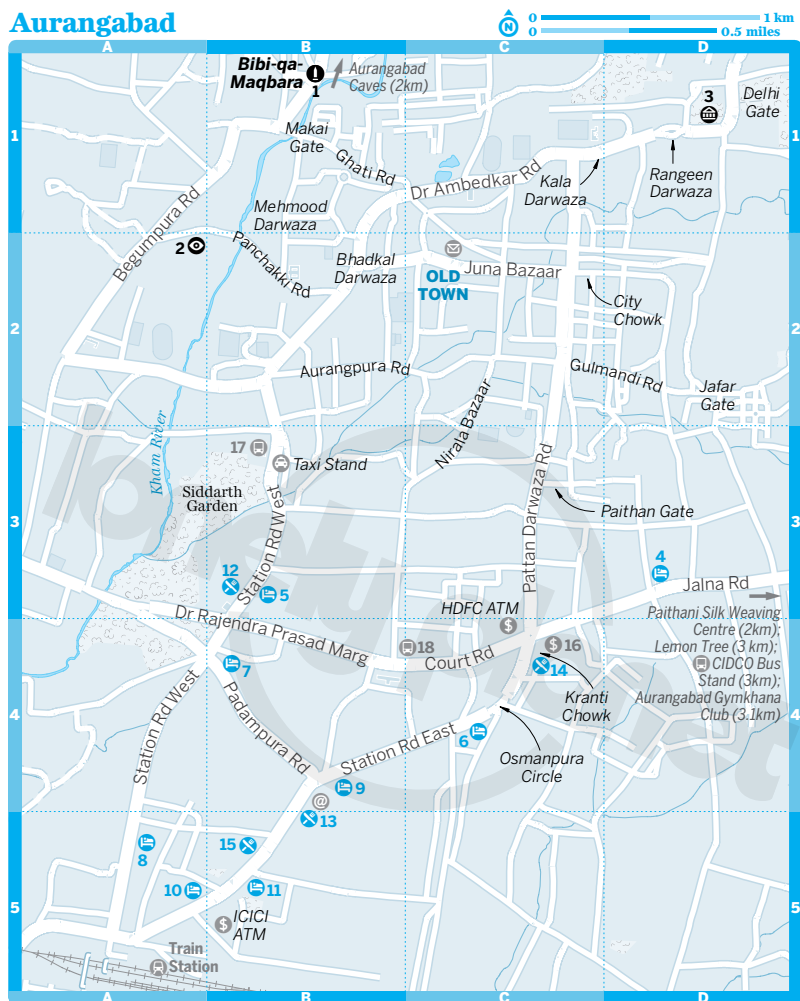 Aurangabad
N
0 1 km
0 0.5 miles
A B C D
Bibi-qa-
Maqbara
1
Aurangabad
Caves (2km)
3
Delhi
Gate
1 1
Makai
Gate
Ghati Rd
Dr Ambedkar Rd
Kala
Darwaza
Rangeen
Darwaza
Begumpura Rd
Mehmood
Darwaza
2
Panchakki Rd
Bhadkal
Darwaza
Juna Bazaar
OLD
TOWN
City
Chowk
2 2
Aurangpura Rd
Gulmandi Rd
Jafar
Gate
Nirala Bazaar
Kham River
17
Taxi Stand
Siddarth
Garden
Station Rd West
Pattan Darwaza Rd
Paithan Gate
3 3
12
5
4
Jalna Rd
HDFC ATM
$
Dr Rajendra Prasad Marg
18
Court Rd
$ 16
14
Paithani Silk Weaving
Centre (2km);
Lemon Tree (3 km);
CIDCO Bus
Stand (3km);
Aurangabad Gymkhana
Club (3.1km)
7
Kranti
Chowk
Station Rd West
Padampura Rd
4 4
Station Rd East
6
Osmanpura
Circle
9
@
13
8
15
10
11
$ ICICI
ATM
5 5
Train
Station
A B C D
lonely planet